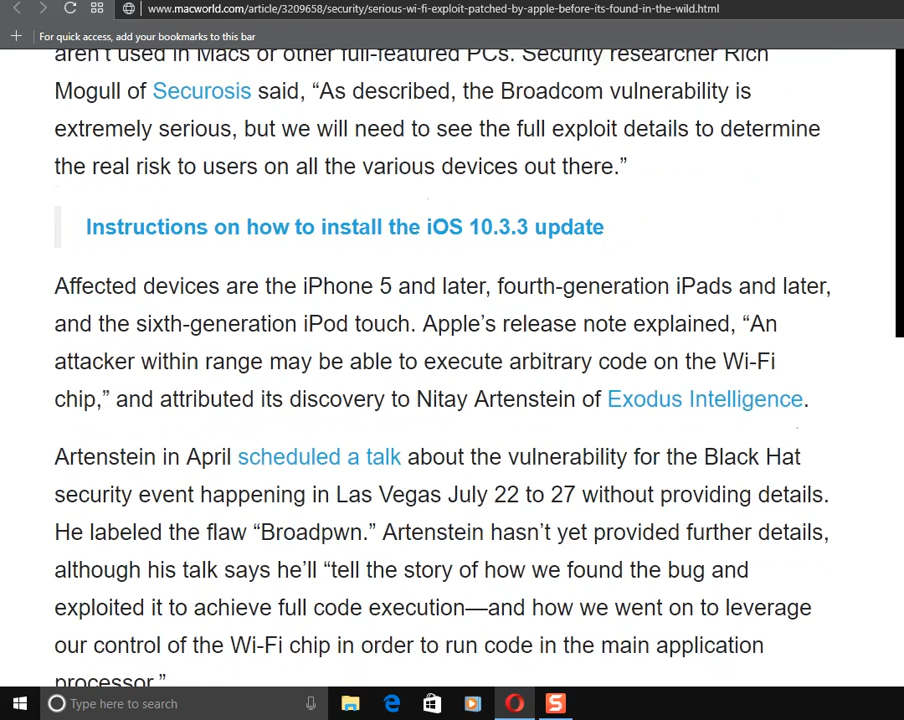 www.macworld.com/article/3209658/security/serious-wi-fi-exploit-patched-by-apple-before-its-found-in-the-wild.html
For quick access, add your bookmarks to this bar
aren’t used in Macs or other full-featured PCs. Security researcher Rich
Mogull of Securosis said, “As described, the Broadcom vulnerability is
extremely serious, but we will need to see the full exploit details to determine
the real risk to users on all the various devices out there.”
Instructions on how to install the iOS 10.3.3 update
Affected devices are the iPhone 5 and later, fourth-generation iPads and later,
and the sixth-generation iPod touch. Apple’s release note explained, “An
attacker within range may be able to execute arbitrary code on the Wi-Fi
chip,” and attributed its discovery to Nitay Artenstein of Exodus Intelligence.
Artenstein in April scheduled a talk about the vulnerability for the Black Hat
security event happening in Las Vegas July 22 to 27 without providing details.
He labeled the flaw “Broadpwn.” Artenstein hasn’t yet provided further details,
although his talk says he’ll “tell the story of how we found the bug and
exploited it to achieve full code execution—and how we went on to leverage
our control of the Wi-Fi chip in order to run code in the main application
processor.”
Type here to search